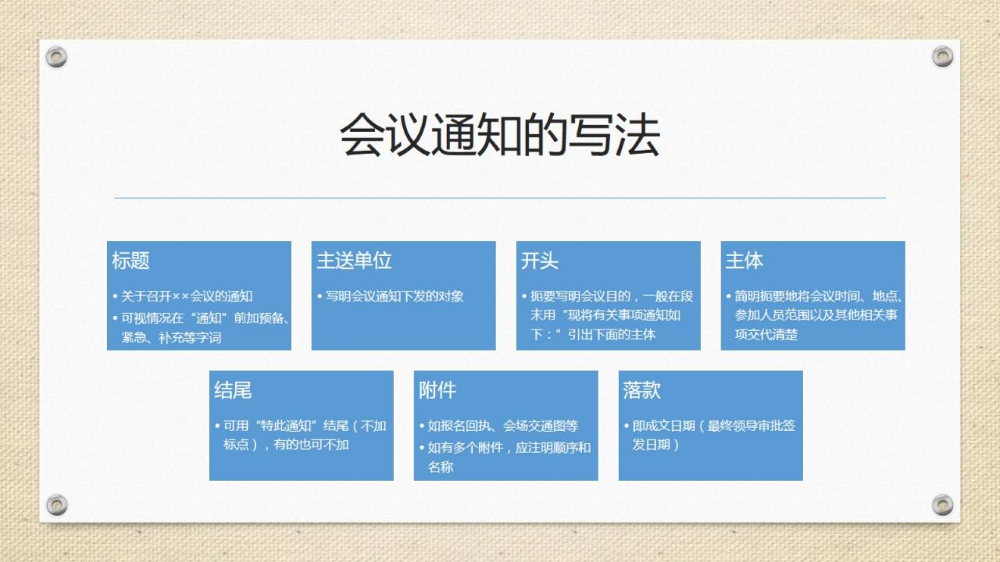 会议通知的写法
标题
• 关于召开××会议的通知
• 可视情况在“通知”前加预备、
紧急、补充等字词
主送单位
• 写明会议通知下发的对象
开头
• 扼要写明会议目的，一般在段
末用“现将有关事项通知如
下：“引出下面的主体
主体
• 简明扼要地将会议时间、地点、
参加人员范围以及其他相关事
项交代清楚
结尾
• 可用“特此通知”结尾（不加
标点），有的也可不加
附件
• 如报名回执、会场交通图等
• 如有多个附件，应注明顺序和
名称
落款
• 即成文日期（最终领导审批签
发日期）